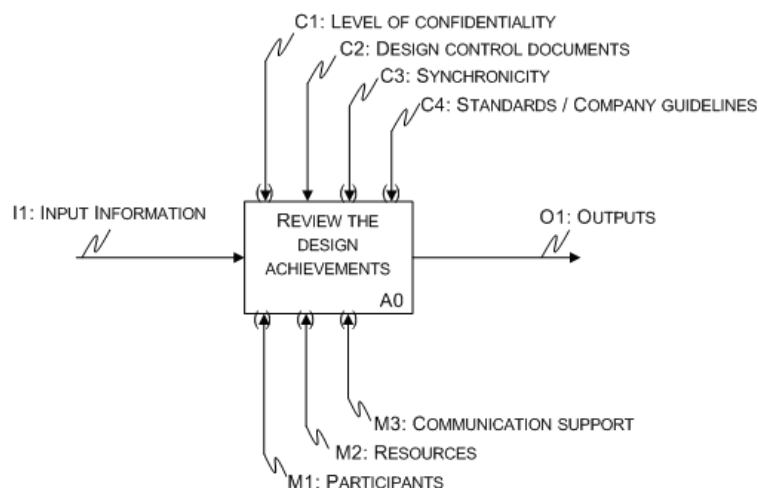 C1: Level of confidentiality
C2: Design control documents
C3: Synchronicity
C4: Standards / Company guidelines
I1: Input Information
Review the
design
achievements
A0
O1: Outputs
M3: Communication support
M2: Resources
M1: Participants